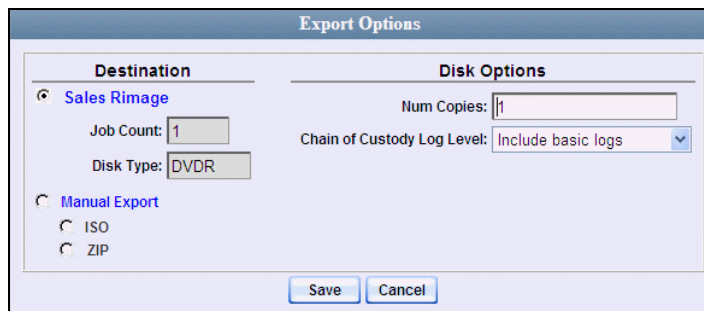 Export Options
Destination
Sales Rimage
Job Count: 1
Disk Type: DVDR
Manual Export
ISO
ZIP
Disk Options
Num Copies: 1
Chain of Custody Log Level: Include basic logs
Save Cancel